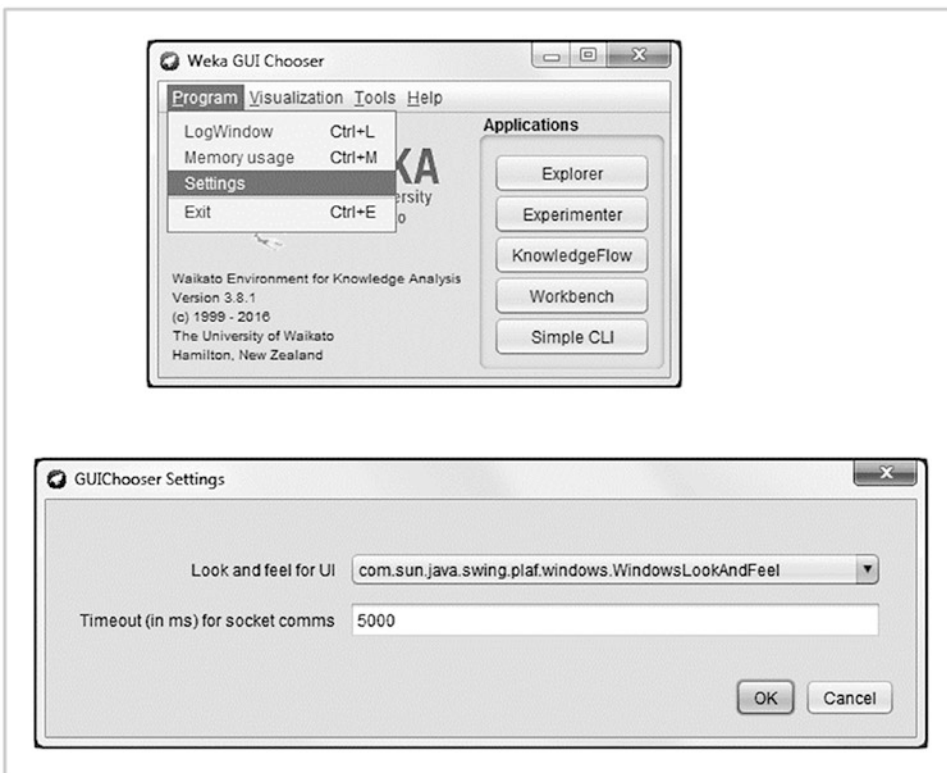 Weka GUI Chooser
Program Visualization Tools Help
LogWindow Ctrl+L
Memory usage Ctrl+M
Settings
Exit Ctrl+E
KA
ersity
o
Waikato Environment for Knowledge Analysis
Version 3.8.1
(c) 1999 - 2016
The University of Waikato
Hamilton, New Zealand
Applications
Explorer
Experimenter
KnowledgeFlow
Workbench
Simple CLI
GUIChooser Settings
Look and feel for UI com.sun.java.swing.plaf.windows.WindowsLookAndFeel
Timeout (in ms) for socket comms 5000
OK Cancel